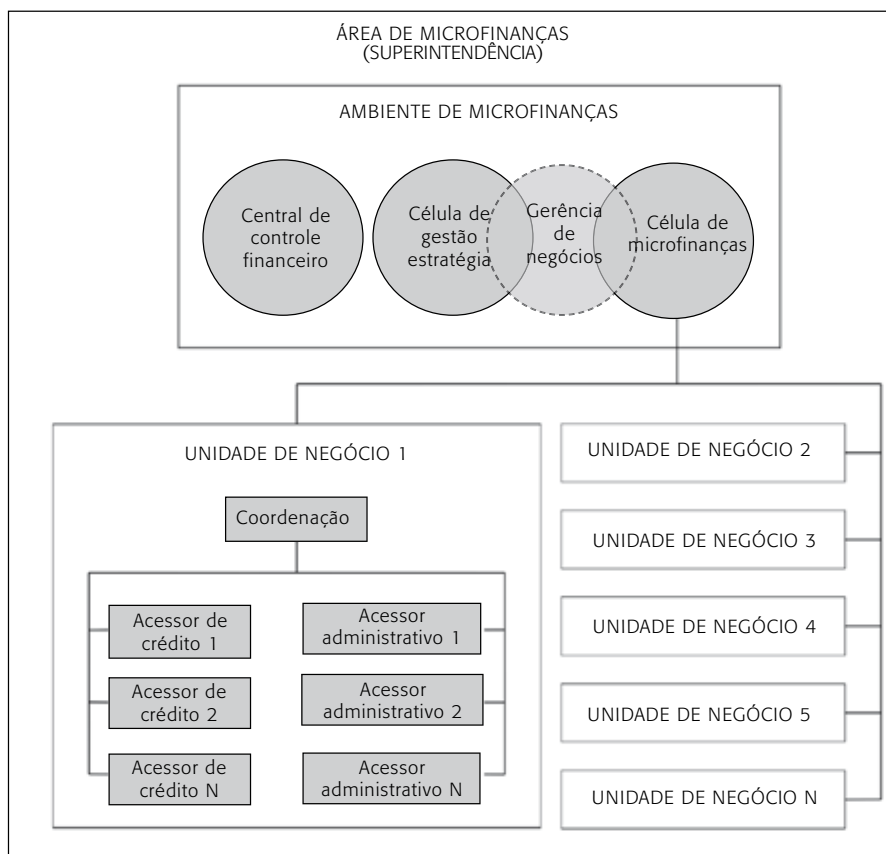 ÁREA DE MICROFINANÇAS
(SUPERINTENDÊNCIA)
AMBIENTE DE MICROFINANÇAS
Central de
controle
financeiro
Célula de
gestão
estratégia
Gerência
de
negócios
Célula de
microfinanças
UNIDADE DE NEGÓCIO 1
Coordenação
Acessor de
crédito 1
Acessor
administrativo 1
Acessor de
crédito 2
Acessor
administrativo 2
Acessor de
crédito N
Acessor
administrativo N
UNIDADE DE NEGÓCIO 2
UNIDADE DE NEGÓCIO 3
UNIDADE DE NEGÓCIO 4
UNIDADE DE NEGÓCIO 5
UNIDADE DE NEGÓCIO N